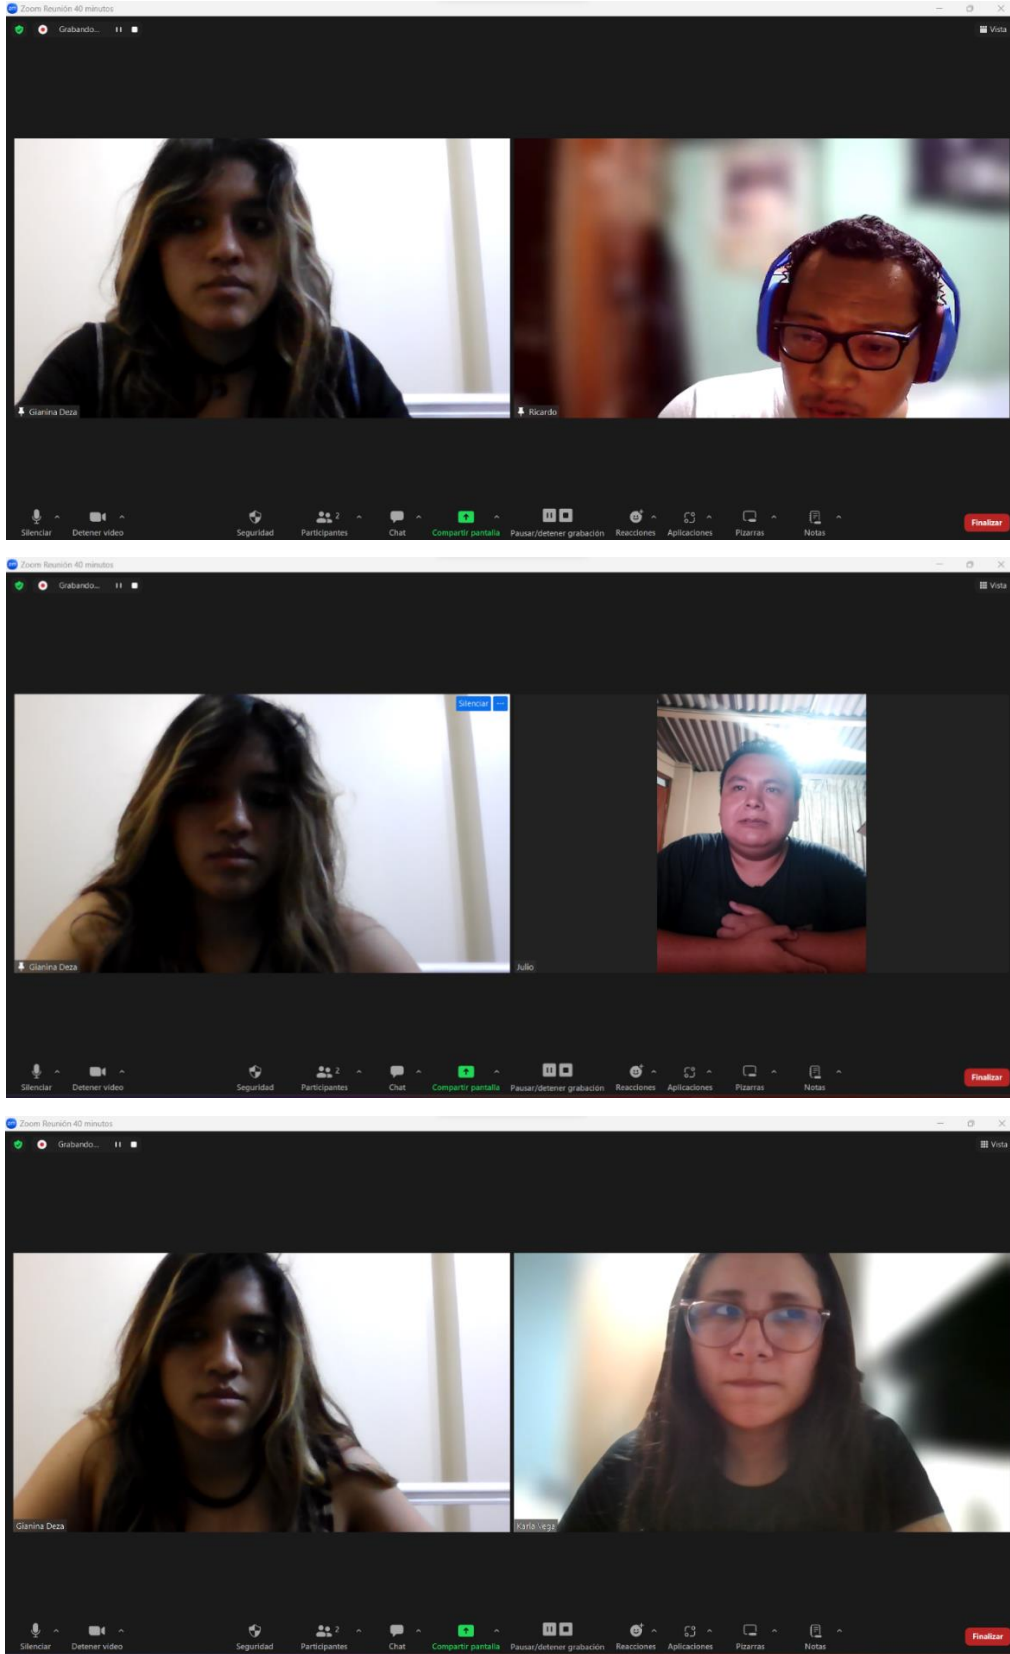 Zoom Reunión 40 minutos
Grabando...
Vista
Gianina Deza
Ricardo
Silenciar
Detener video
Seguridad
Participantes
2
Chat
Compartir pantalla
Pausar/detener grabación
Reacciones
Aplicaciones
Pizarras
Notas
Finalizar
Zoom Reunión 40 minutos
Grabando...
Vista
Silenciar
Gianina Deza
Julio
Silenciar
Detener video
Seguridad
Participantes
2
Chat
Compartir pantalla
Pausar/detener grabación
Reacciones
Aplicaciones
Pizarras
Notas
Finalizar
Zoom Reunión 40 minutos
Grabando...
Vista
Gianina Deza
Karla Vega
Silenciar
Detener video
Seguridad
Participantes
2
Chat
Compartir pantalla
Pausar/detener grabación
Reacciones
Aplicaciones
Pizarras
Notas
Finalizar